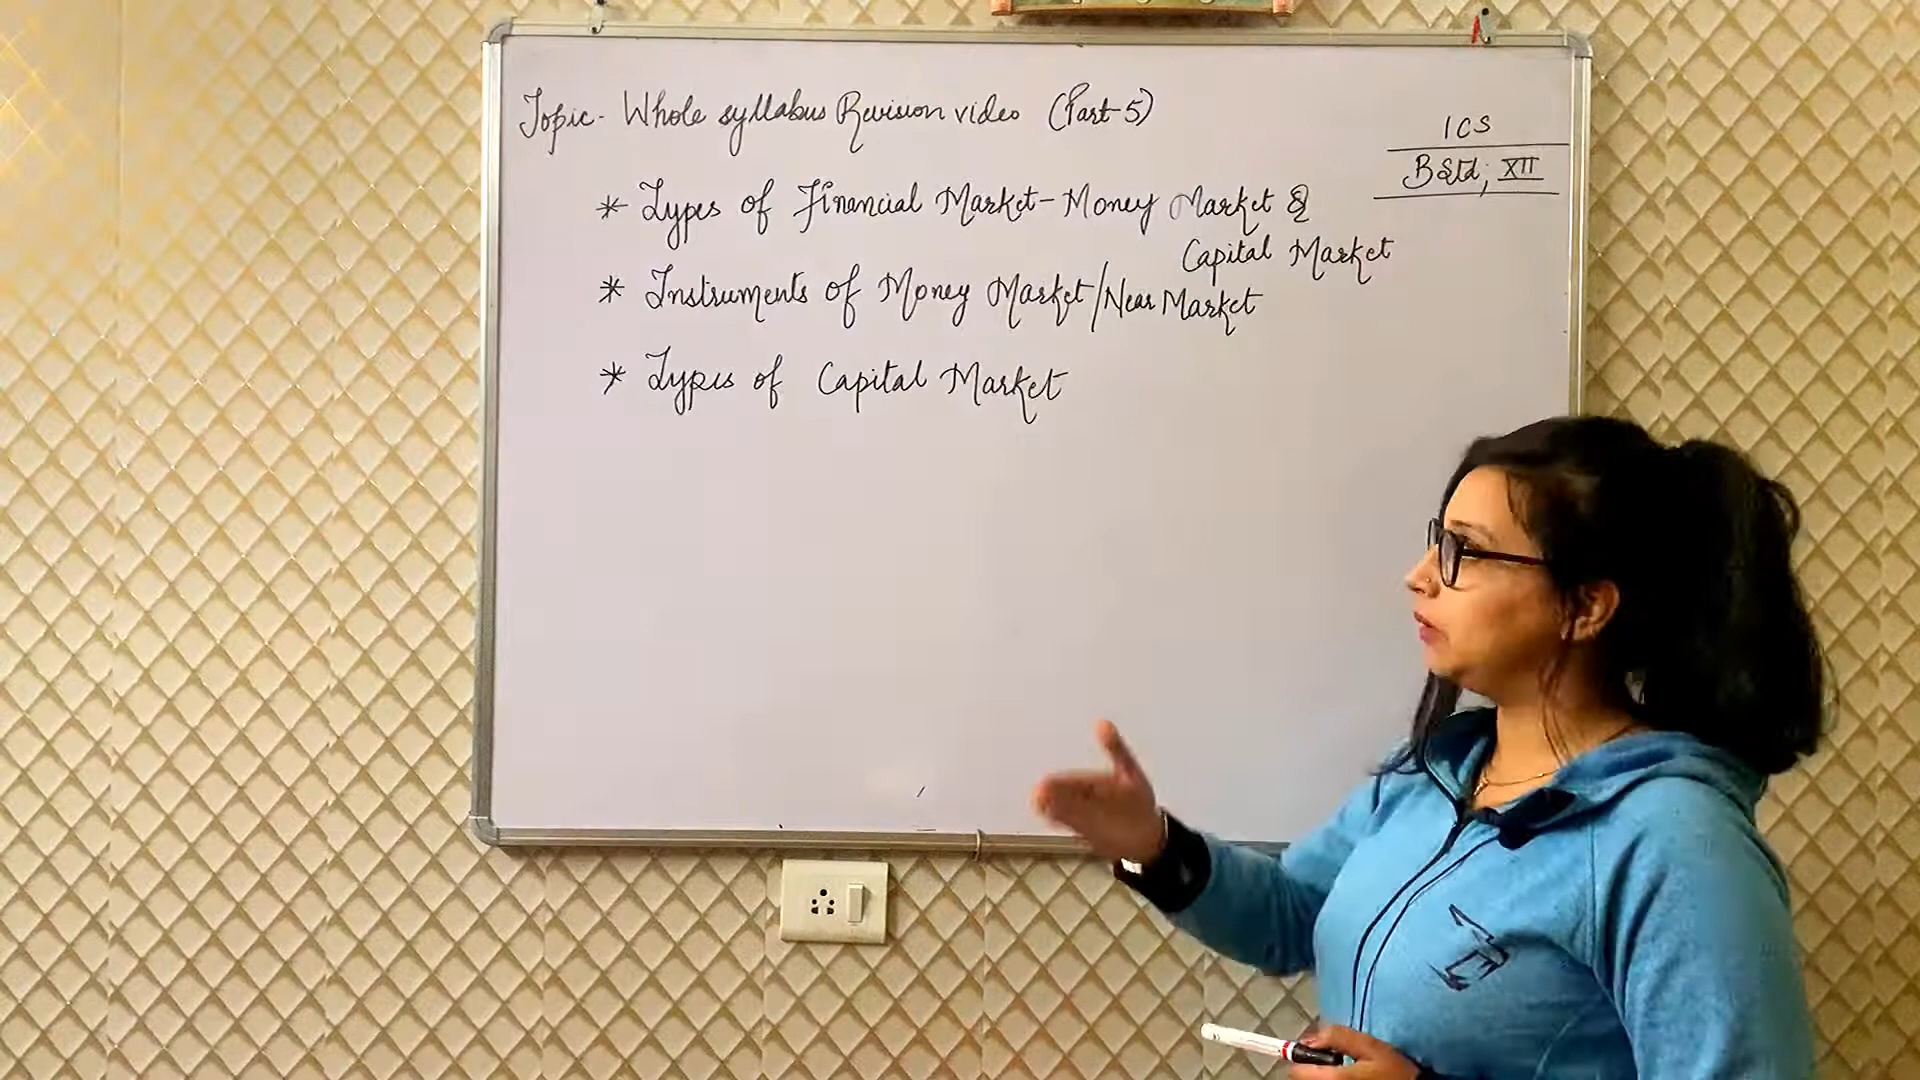 Topic- Whole syllabus Revision video (Part-5)
ICS
B.Std; XII
* Types of Financial Market-Money Market &
Capital Market
* Instruments of Money Market/Near Market
* Types of Capital Market